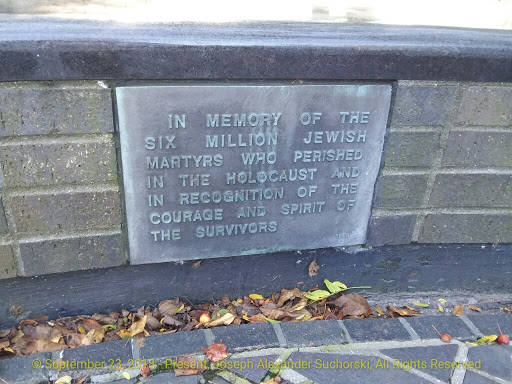 IN MEMORY OF THE
SIX MILLION JEWISH
MARTYRS WHO PERISHED
IN THE HOLOCAUST AND
IN RECOGNITION OF THE
COURAGE AND SPIRIT OF
THE SURVIVORS
© September 23, - Present, Joseph Alexander Suchorski, All Rights Reserved